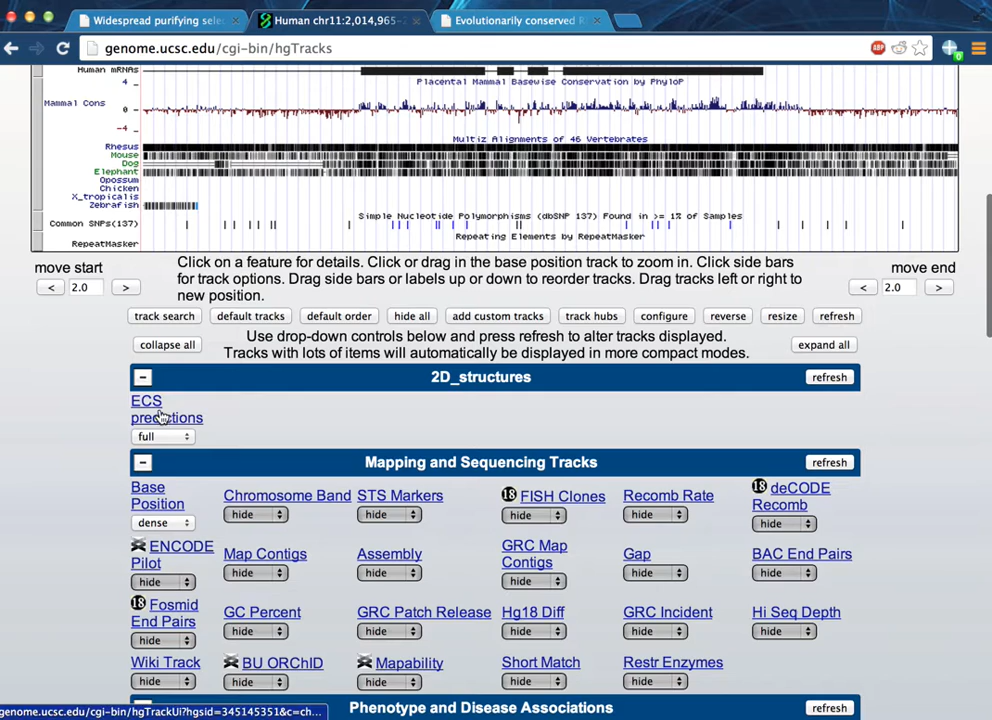 Widespread purifying sele
Human chr11:2,014,965-
Evolutionarily conserved R
genome.ucsc.edu/cgi-bin/hgTracks
ABP
0
Human mRNAs
4
Placental Mammal Basewise Conservation by PhyloP
Mammal Cons
0
-4
Multiz Alignments of 46 Vertebrates
Rhesus
Mouse
Dog
Elephant
Opossum
Chicken
X_tropicalis
Zebrafish
Simple Nucleotide Polymorphisms (dbSNP 137) Found in >= 1% of Samples
Common SNPs(137)
Repeating Elements by RepeatMasker
RepeatMasker
move start
Click on a feature for details. Click or drag in the base position track to zoom in. Click side bars
for track options. Drag side bars or labels up or down to reorder tracks. Drag tracks left or right to
new position.
move end
< 2.0 >
< 2.0 >
track search default tracks default order hide all add custom tracks track hubs configure reverse resize refresh
collapse all
Use drop-down controls below and press refresh to alter tracks displayed.
Tracks with lots of items will automatically be displayed in more compact modes.
expand all
- 2D_structures refresh
ECS
predictions
full
- Mapping and Sequencing Tracks refresh
Base
Position
dense
Chromosome Band
hide
STS Markers
hide
18 FISH Clones
hide
Recomb Rate
hide
18 deCODE
Recomb
hide
ENCODE
Pilot
hide
Map Contigs
hide
Assembly
hide
GRC Map
Contigs
hide
Gap
hide
BAC End Pairs
hide
18 Fosmid
End Pairs
hide
GC Percent
hide
GRC Patch Release
hide
Hg18 Diff
hide
GRC Incident
hide
Hi Seq Depth
hide
Wiki Track
hide
BU ORChID
hide
Mapability
hide
Short Match
hide
Restr Enzymes
hide
Phenotype and Disease Associations refresh
genome.ucsc.edu/cgi-bin/hgTrackUi?hgsid=345145351&c=ch...